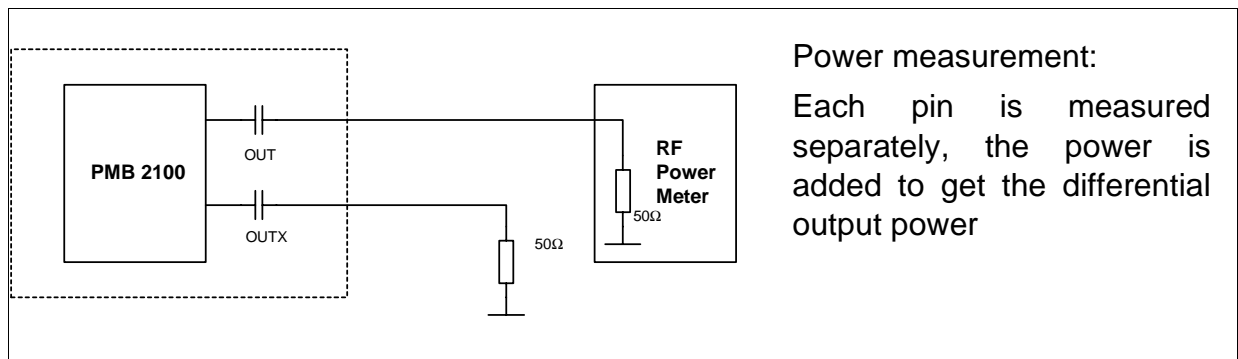 PMB 2100
OUT
OUTX
50Ω
RF
Power
Meter
50Ω
Power measurement:
Each pin is measured
separately, the power is
added to get the differential
output power